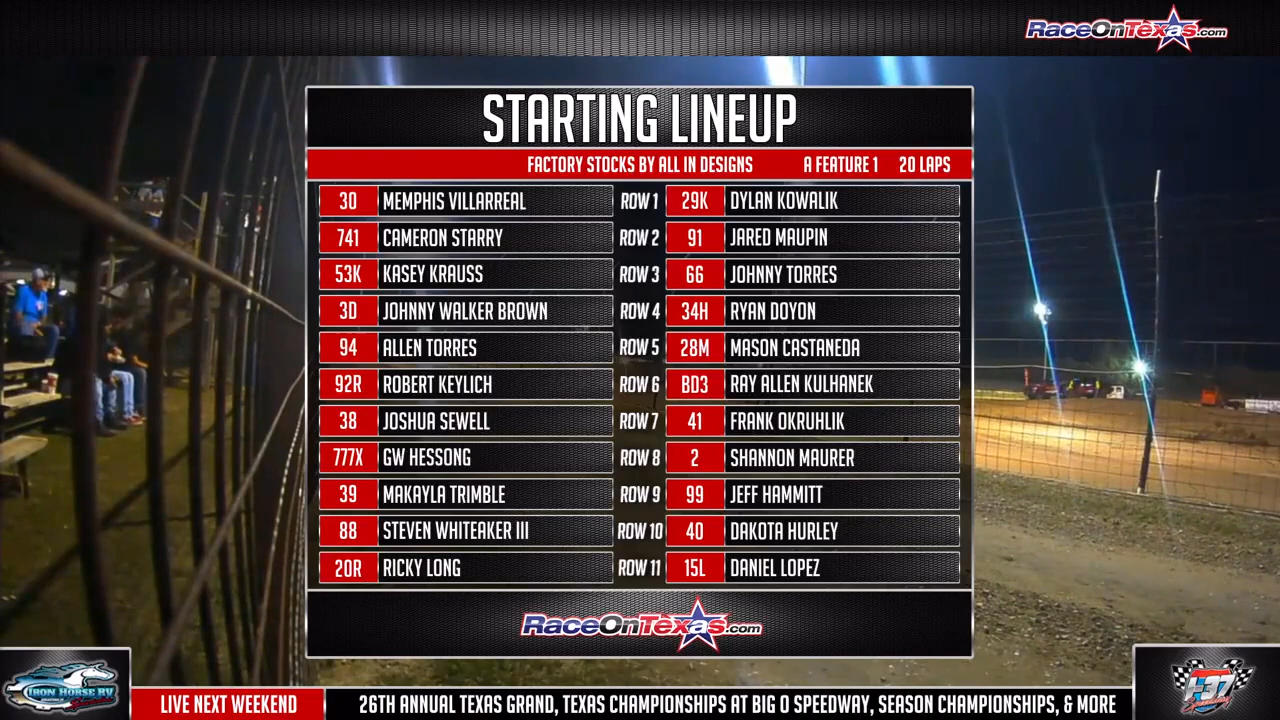 RaceOnTexas.com
STARTING LINEUP
FACTORY STOCKS BY ALL IN DESIGNS A FEATURE 1 20 LAPS
30 MEMPHIS VILLARREAL ROW 1 29K DYLAN KOWALIK
741 CAMERON STARRY ROW 2 91 JARED MAUPIN
53K KASEY KRAUSS ROW 3 66 JOHNNY TORRES
3D JOHNNY WALKER BROWN ROW 4 34H RYAN DOYON
94 ALLEN TORRES ROW 5 28M MASON CASTANEDA
92R ROBERT KEYLICH ROW 6 BD3 RAY ALLEN KULHANEK
38 JOSHUA SEWELL ROW 7 41 FRANK OKRUHLIK
777X GW HESSONG ROW 8 2 SHANNON MAURER
39 MAKAYLA TRIMBLE ROW 9 99 JEFF HAMMITT
88 STEVEN WHITEAKER III ROW 10 40 DAKOTA HURLEY
20R RICKY LONG ROW 11 15L DANIEL LOPEZ
RaceOnTexas.com
IRON HORSE RV
LIVE NEXT WEEKEND 26TH ANNUAL TEXAS GRAND, TEXAS CHAMPIONSHIPS AT BIG O SPEEDWAY, SEASON CHAMPIONSHIPS, & MORE
I-37
Speedway